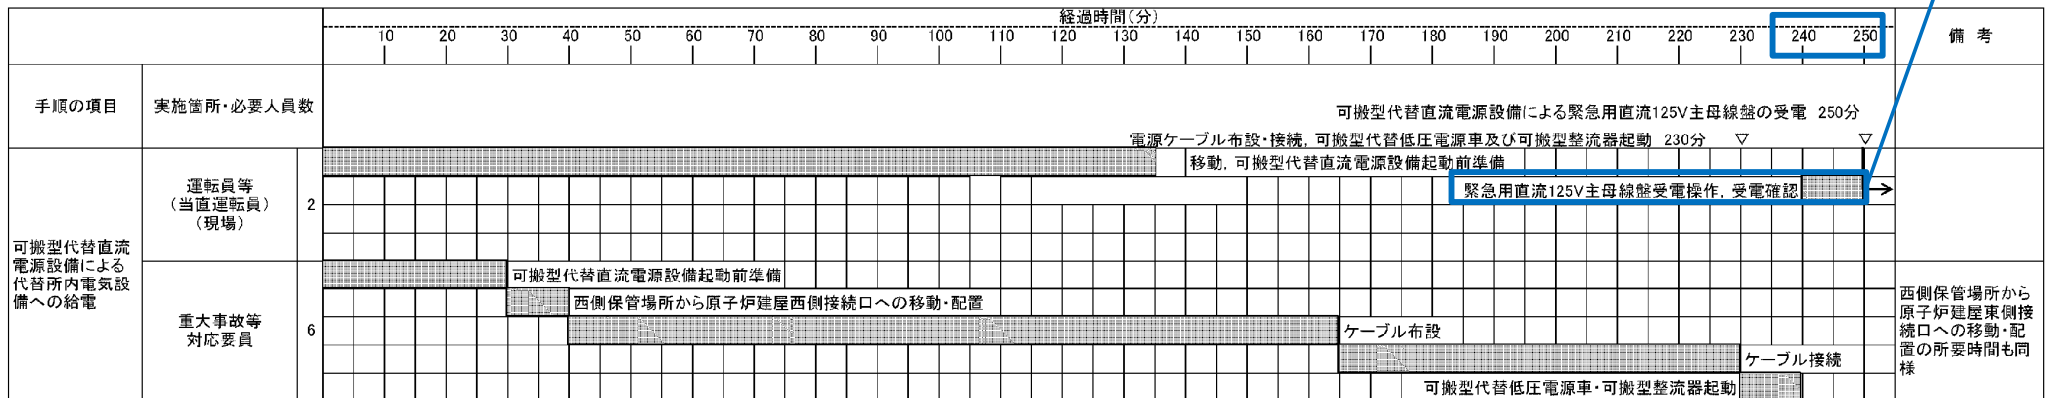 経過時間(分)
10 20 30 40 50 60 70 80 90 100 110 120 130 140 150 160 170 180 190 200 210 220 230 240 250
備考
手順の項目
実施箇所・必要人員数
可搬型代替直流電源設備による緊急用直流125V主母線盤の受電 250分
電源ケーブル布設・接続，可搬型代替低圧電源車及び可搬型整流器起動 230分 ▽ ▽
可搬型代替直流
電源設備による
代替所内電気設
備への給電
運転員等
(当直運転員)
(現場)
2
移動，可搬型代替直流電源設備起動前準備
緊急用直流125V主母線盤受電操作，受電確認
重大事故等
対応要員
6
可搬型代替直流電源設備起動前準備
西側保管場所から原子炉建屋西側接続口への移動・配置
ケーブル布設
ケーブル接続
可搬型代替低圧電源車・可搬型整流器起動
西側保管場所から
原子炉建屋東側接
続口への移動・配
置の所要時間も同
様